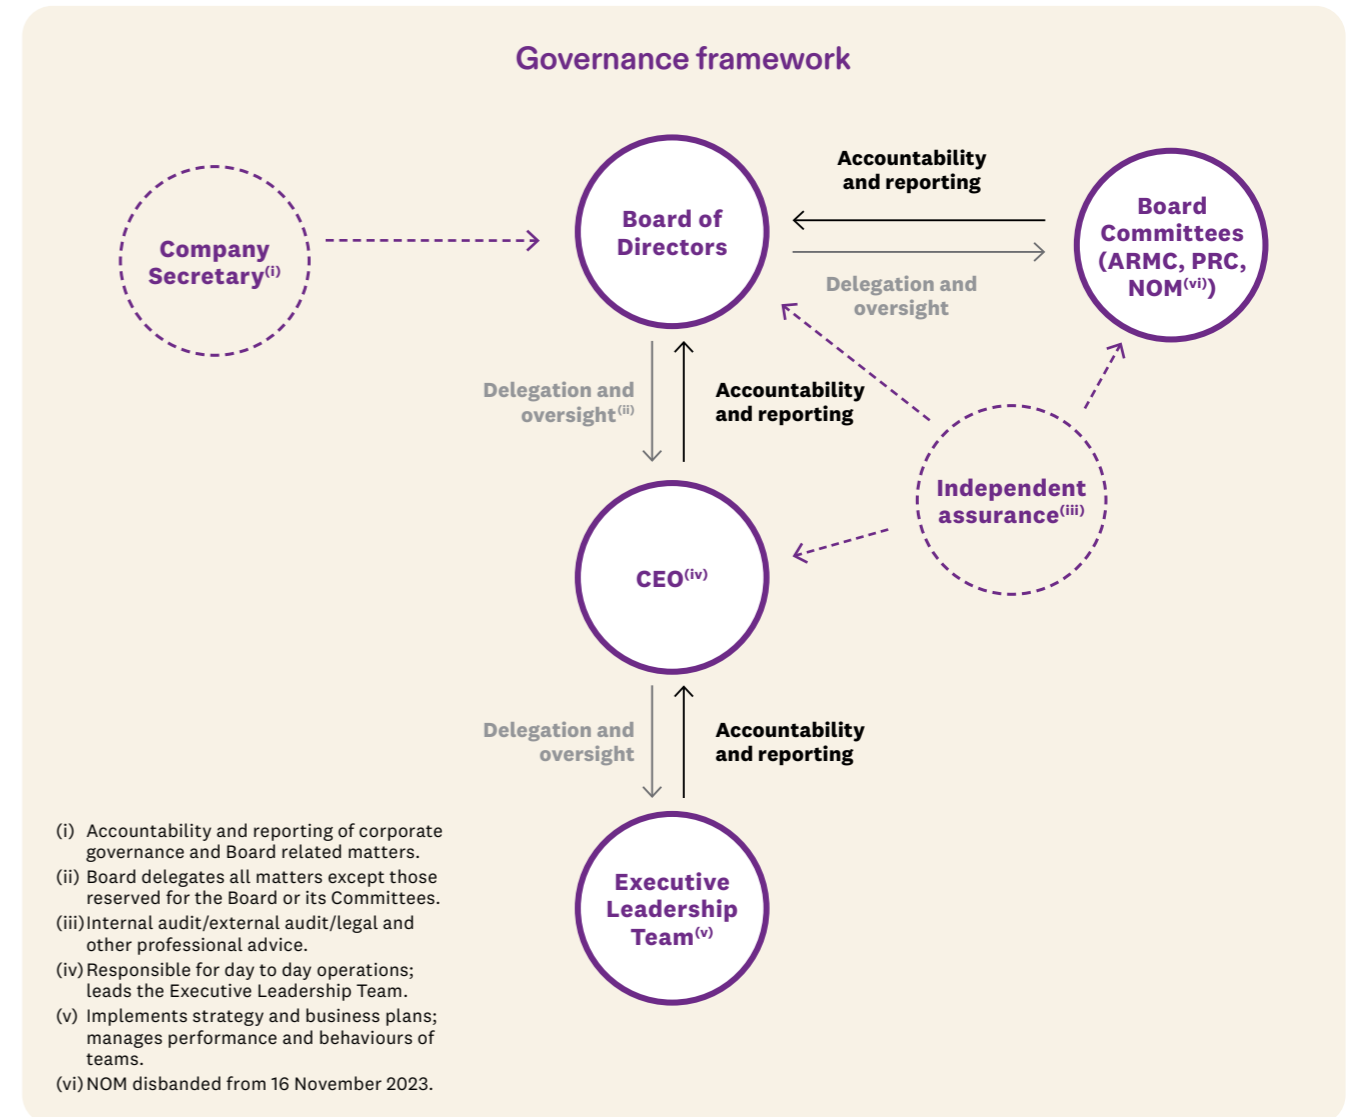 Governance framework
Company
Secretary(i)
Board of
Directors
Accountability
and reporting
Delegation and
oversight
Board
Committees
(ARMC, PRC,
NOM(vi))
Delegation and
oversight(ii)
Accountability
and reporting
Independent
assurance(iii)
CEO(iv)
Delegation and
oversight
Accountability
and reporting
Executive
Leadership
Team(v)
(i) Accountability and reporting of corporate
governance and Board related matters.
(ii) Board delegates all matters except those
reserved for the Board or its Committees.
(iii) Internal audit/external audit/legal and
other professional advice.
(iv) Responsible for day to day operations;
leads the Executive Leadership Team.
(v) Implements strategy and business plans;
manages performance and behaviours of
teams.
(vi) NOM disbanded from 16 November 2023.